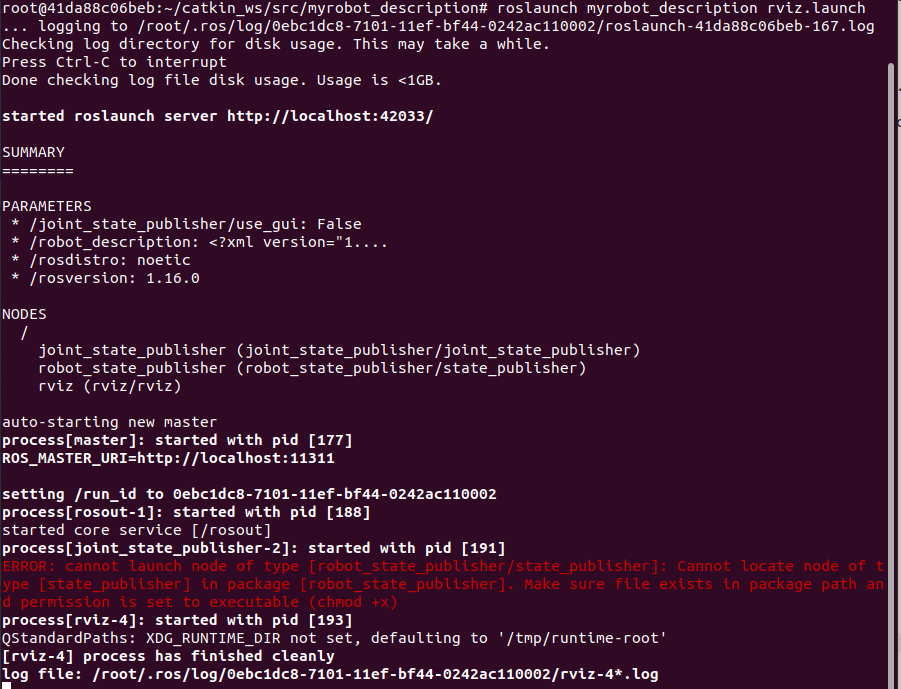 root@41da88c06beb:~/catkin_ws/src/myrobot_description# roslaunch myrobot_description rviz.launch
... logging to /root/.ros/log/0ebc1dc8-7101-11ef-bf44-0242ac110002/roslaunch-41da88c06beb-167.log
Checking log directory for disk usage. This may take a while.
Press Ctrl-C to interrupt
Done checking log file disk usage. Usage is <1GB.
started roslaunch server http://localhost:42033/
SUMMARY
========
PARAMETERS
* /joint_state_publisher/use_gui: False
* /robot_description: <?xml version="1....
* /rosdistro: noetic
* /rosversion: 1.16.0
NODES
/
joint_state_publisher (joint_state_publisher/joint_state_publisher)
robot_state_publisher (robot_state_publisher/state_publisher)
rviz (rviz/rviz)
auto-starting new master
process[master]: started with pid [177]
ROS_MASTER_URI=http://localhost:11311
setting /run_id to 0ebc1dc8-7101-11ef-bf44-0242ac110002
process[rosout-1]: started with pid [188]
started core service [/rosout]
process[joint_state_publisher-2]: started with pid [191]
ERROR: cannot launch node of type [robot_state_publisher/state_publisher]: Cannot locate node of t
ype [state_publisher] in package [robot_state_publisher]. Make sure file exists in package path an
d permission is set to executable (chmod +x)
process[rviz-4]: started with pid [193]
QStandardPaths: XDG_RUNTIME_DIR not set, defaulting to '/tmp/runtime-root'
[rviz-4] process has finished cleanly
log file: /root/.ros/log/0ebc1dc8-7101-11ef-bf44-0242ac110002/rviz-4*.log